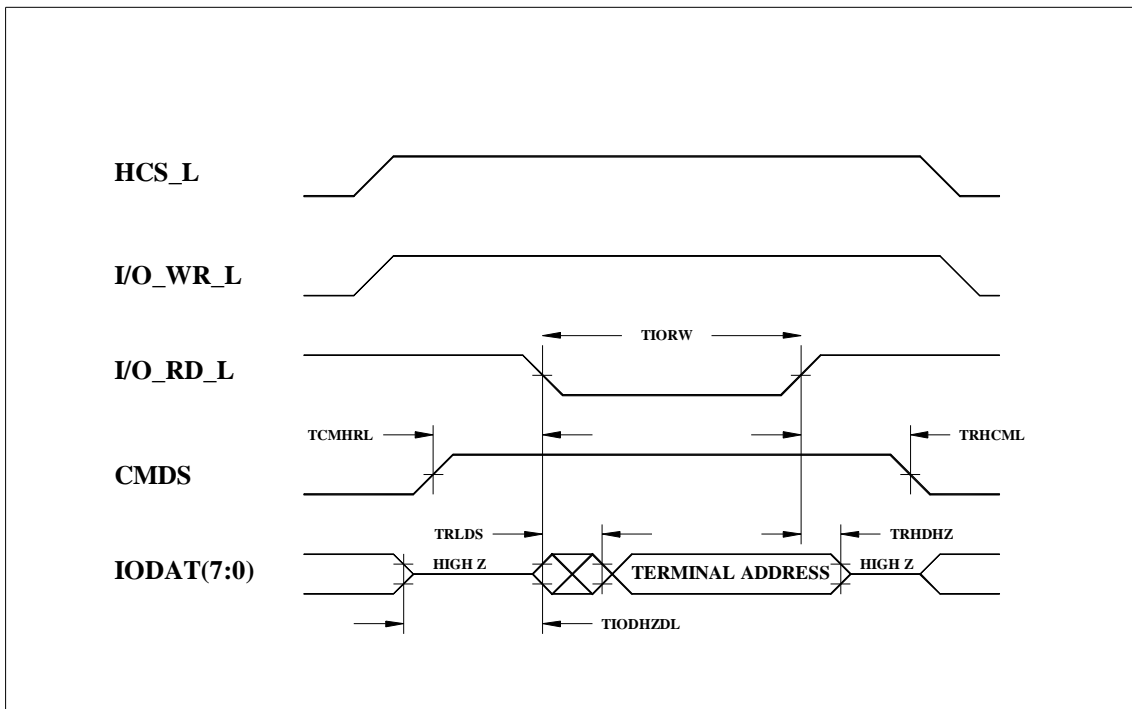 HCS_L
I/O_WR_L
TIORW
I/O_RD_L
TCMHRL
TRHCML
CMDS
TRLDS
TRHDHZ
IODAT(7:0)
HIGH Z
TERMINAL ADDRESS
HIGH Z
TIODHZDL